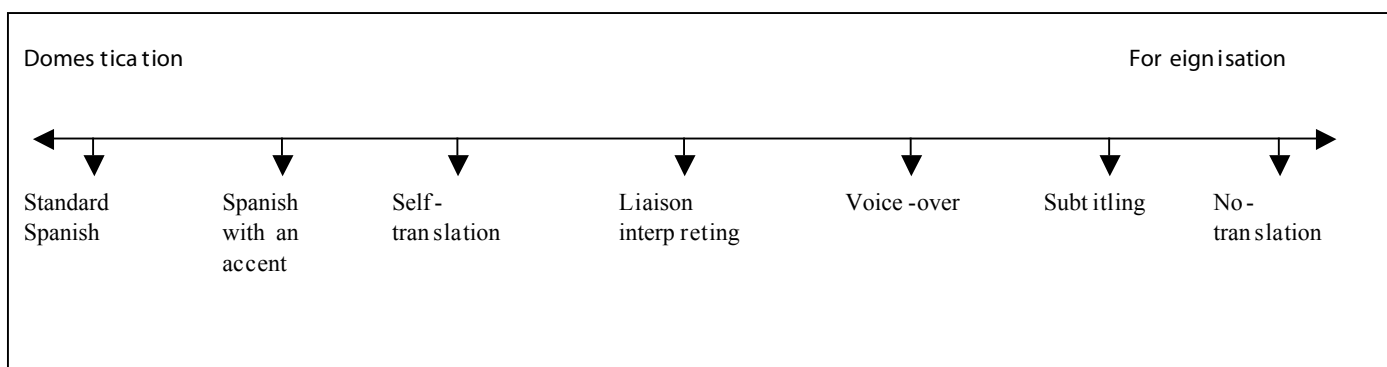 Domestication
Foreignisation
Standard
Spanish
Spanish
with an
accent
Self-
translation
Liaison
interpreting
Voice-over
Subtitling
No-
translation